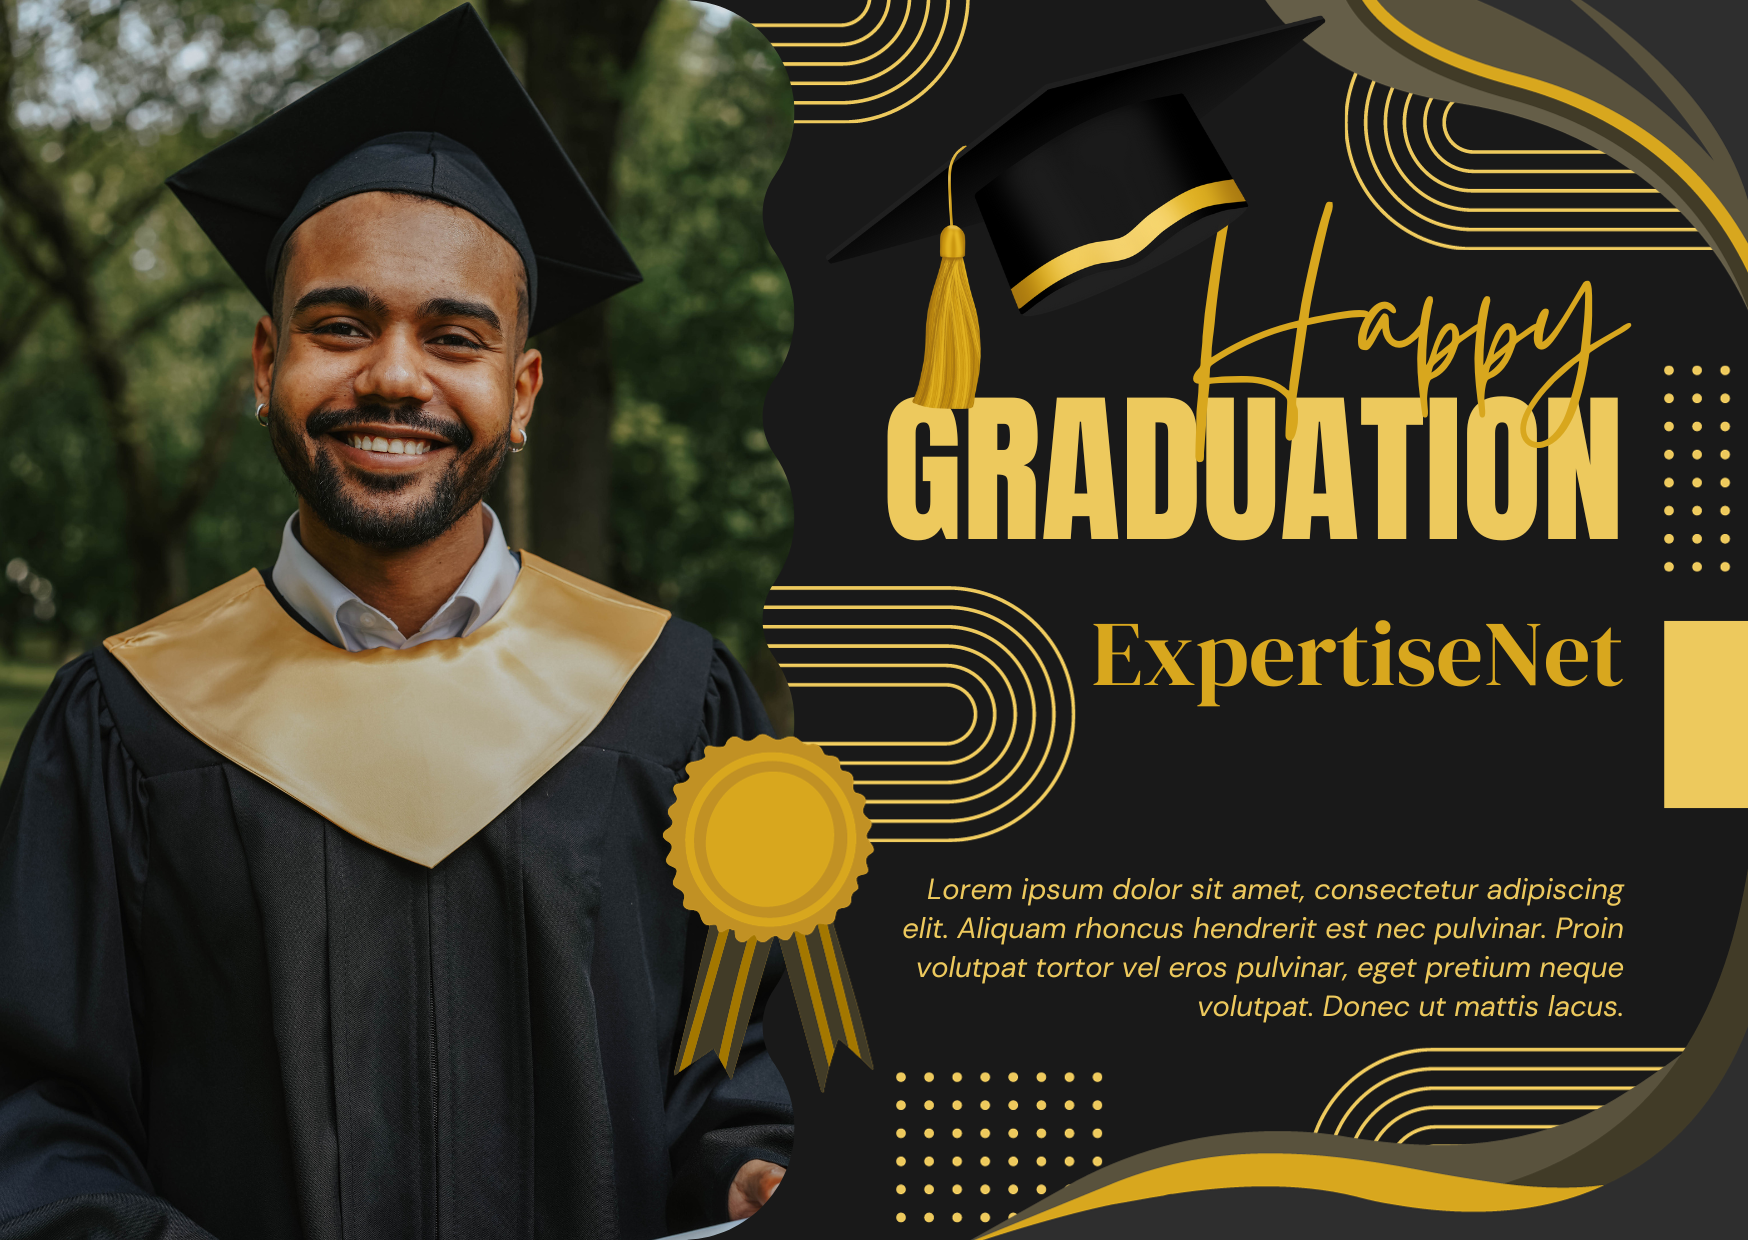 Happy
GRADUATION
ExpertiseNet
Lorem ipsum dolor sit amet, consectetur adipiscing
elit. Aliquam rhoncus hendrerit est nec pulvinar. Proin
volutpat tortor vel eros pulvinar, eget pretium neque
volutpat. Donec ut mattis lacus.